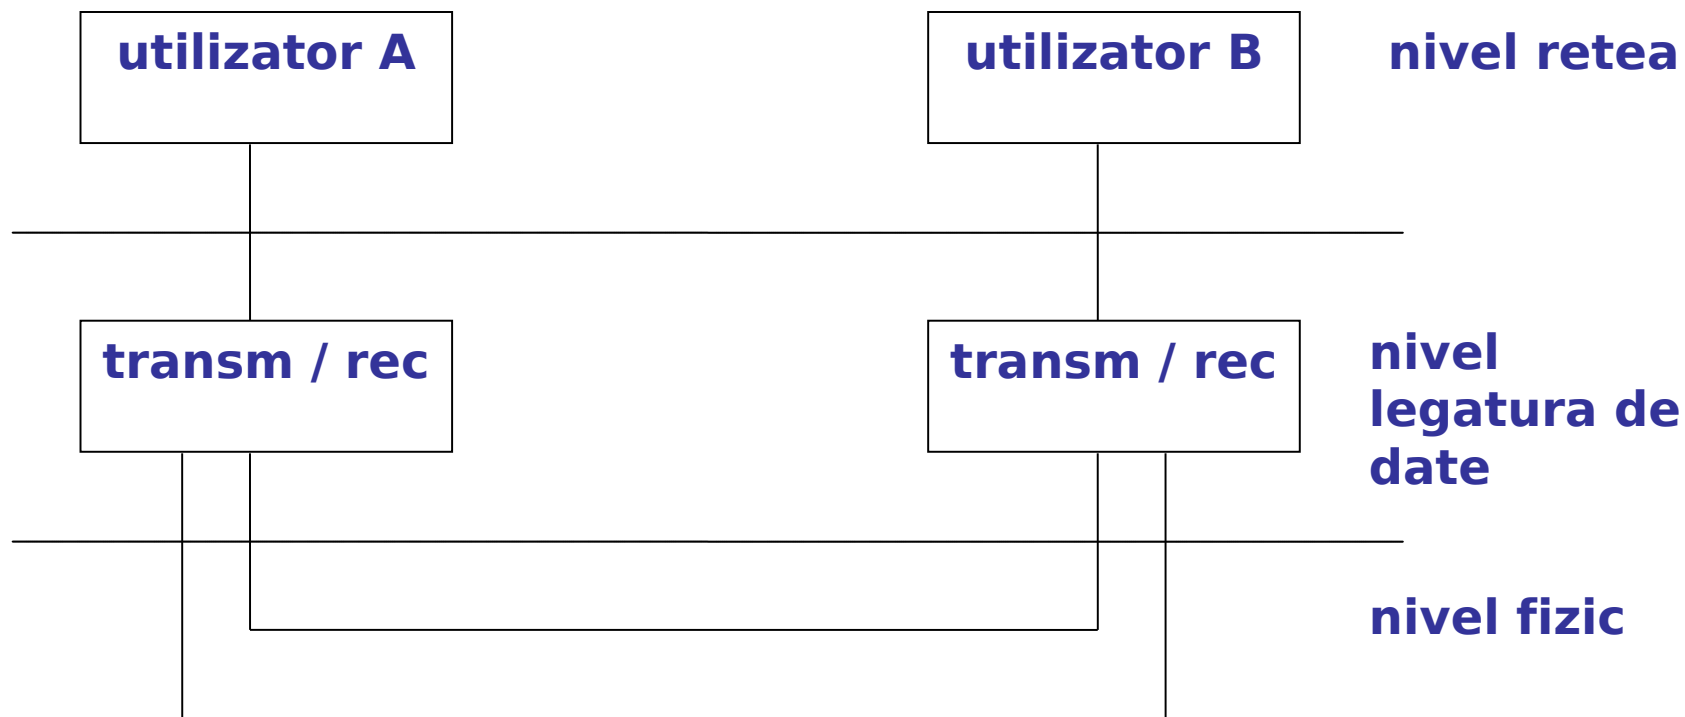 utilizator A
utilizator B
nivel retea
transm / rec
transm / rec
nivel
legatura de
date
nivel fizic